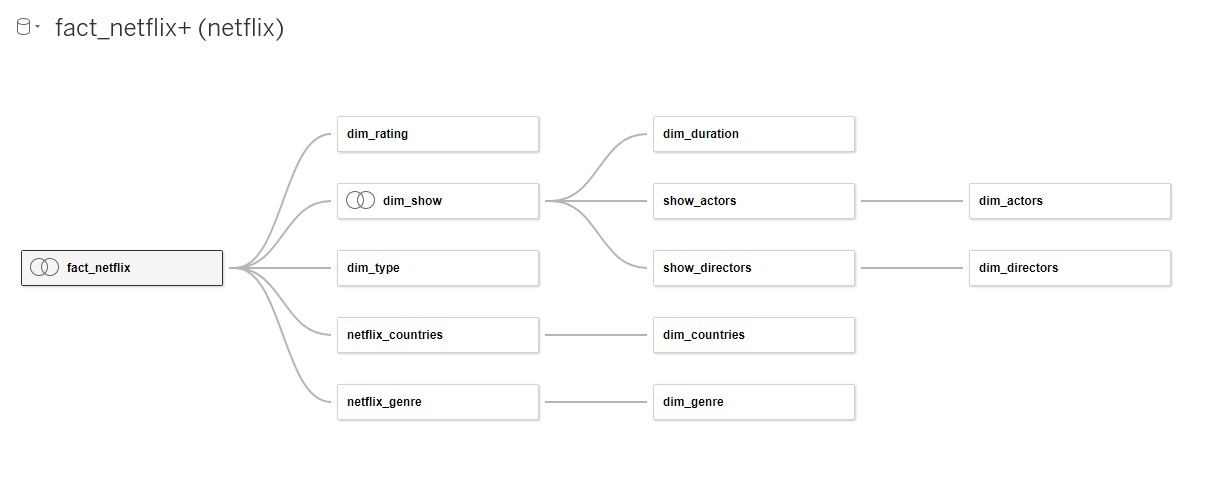 fact_netflix+ (netflix)
dim_rating
dim_duration
dim_show
show_actors
dim_actors
fact_netflix
dim_type
show_directors
dim_directors
netflix_countries
dim_countries
netflix_genre
dim_genre